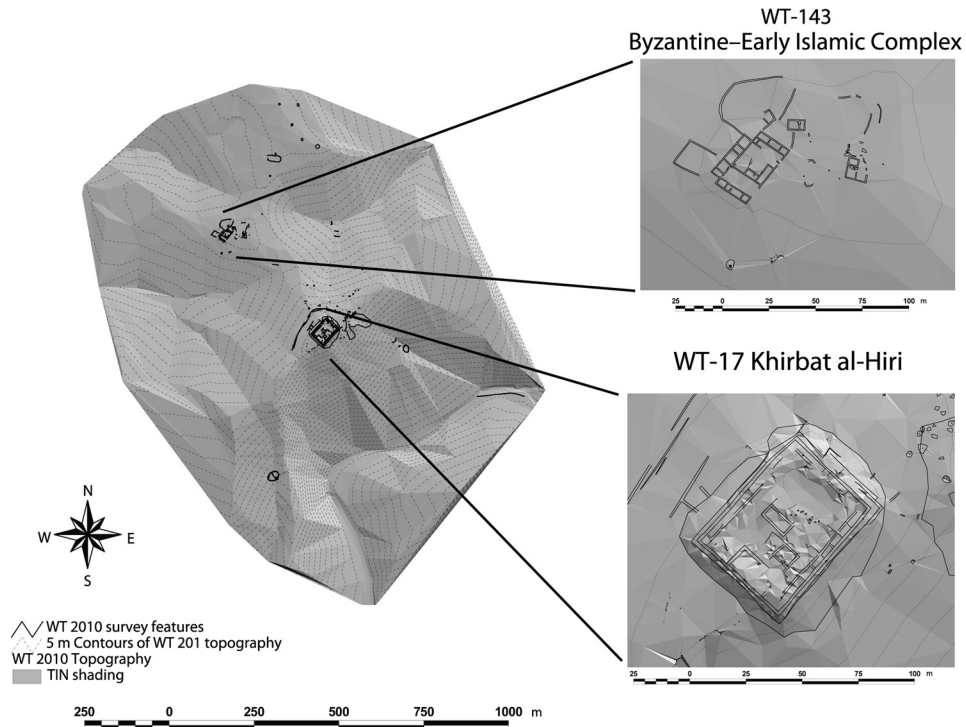 WT-143
Byzantine–Early Islamic Complex
25 0 25 50 75 100 m
WT-17 Khirbat al-Hiri
25 0 25 50 75 100 m
N
W E
S
WT 2010 survey features
5 m Contours of WT 201 topography
WT 2010 Topography
TIN shading
250 0 250 500 750 1000 m